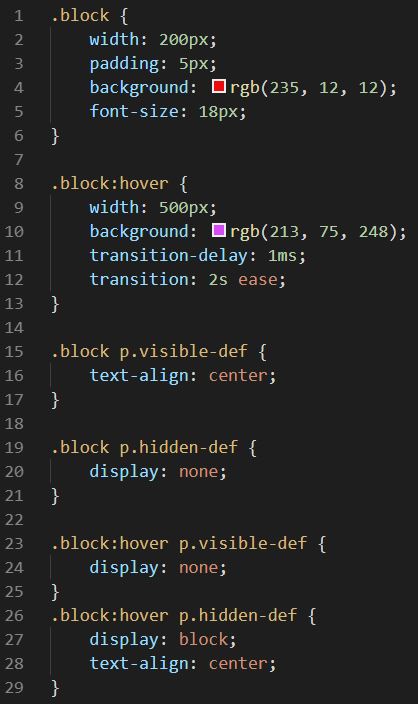 1 .block {
2     width: 200px;
3     padding: 5px;
4     background: rgb(235, 12, 12);
5     font-size: 18px;
6 }
7
8 .block:hover {
9     width: 500px;
10     background: rgb(213, 75, 248);
11     transition-delay: 1ms;
12     transition: 2s ease;
13 }
14
15 .block p.visible-def {
16     text-align: center;
17 }
18
19 .block p.hidden-def {
20     display: none;
21 }
22
23 .block:hover p.visible-def {
24     display: none;
25 }
26 .block:hover p.hidden-def {
27     display: block;
28     text-align: center;
29 }